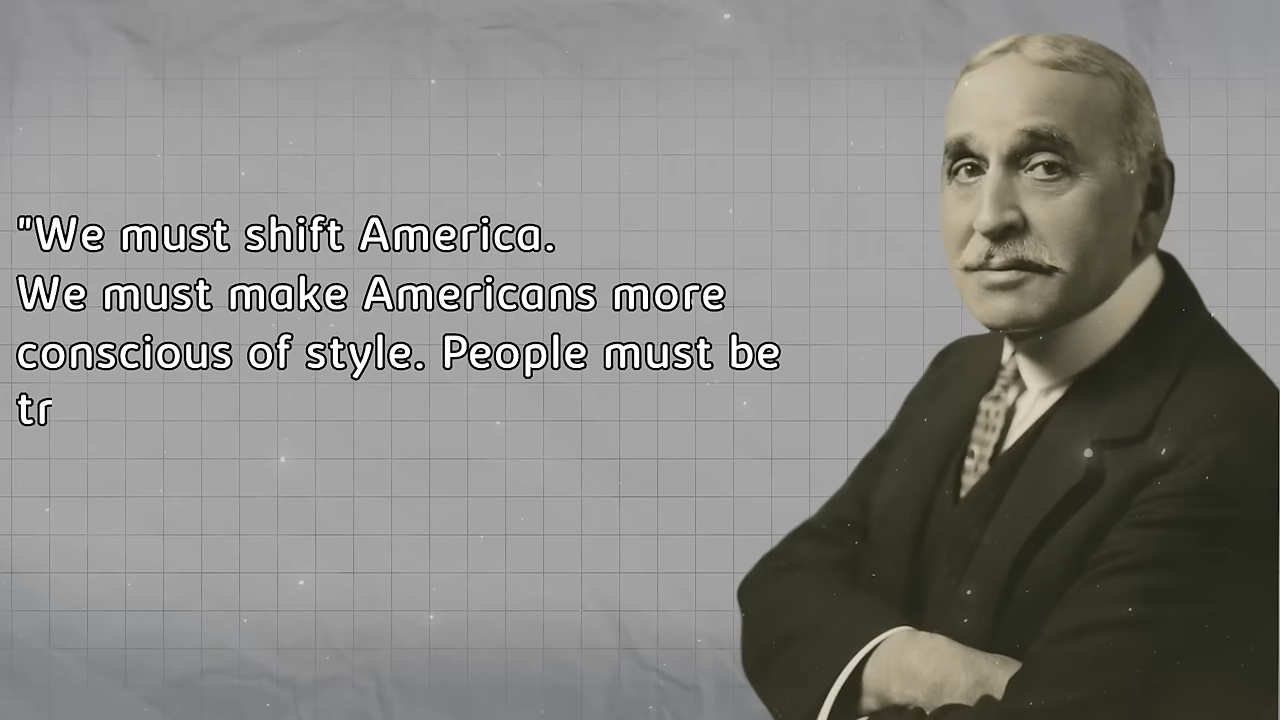 "We must shift America.
We must make Americans more
conscious of style. People must be
tr